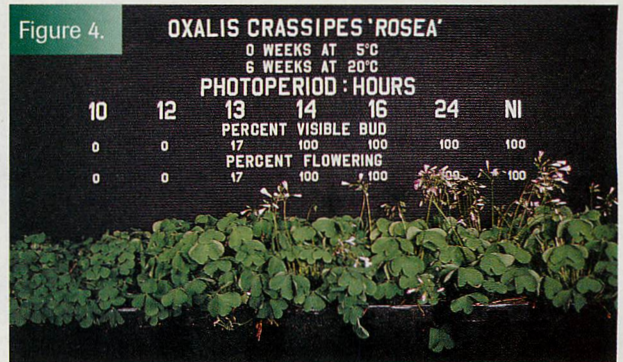 Figure 4.
OXALIS CRASSIPES 'ROSEA'
0 WEEKS AT 5°C
6 WEEKS AT 20°C
PHOTOPERIOD : HOURS
10 12 13 14 16 24 NI
PERCENT VISIBLE BUD
0 0 17 100 100 100 100
PERCENT FLOWERING
0 0 17 100 100 100